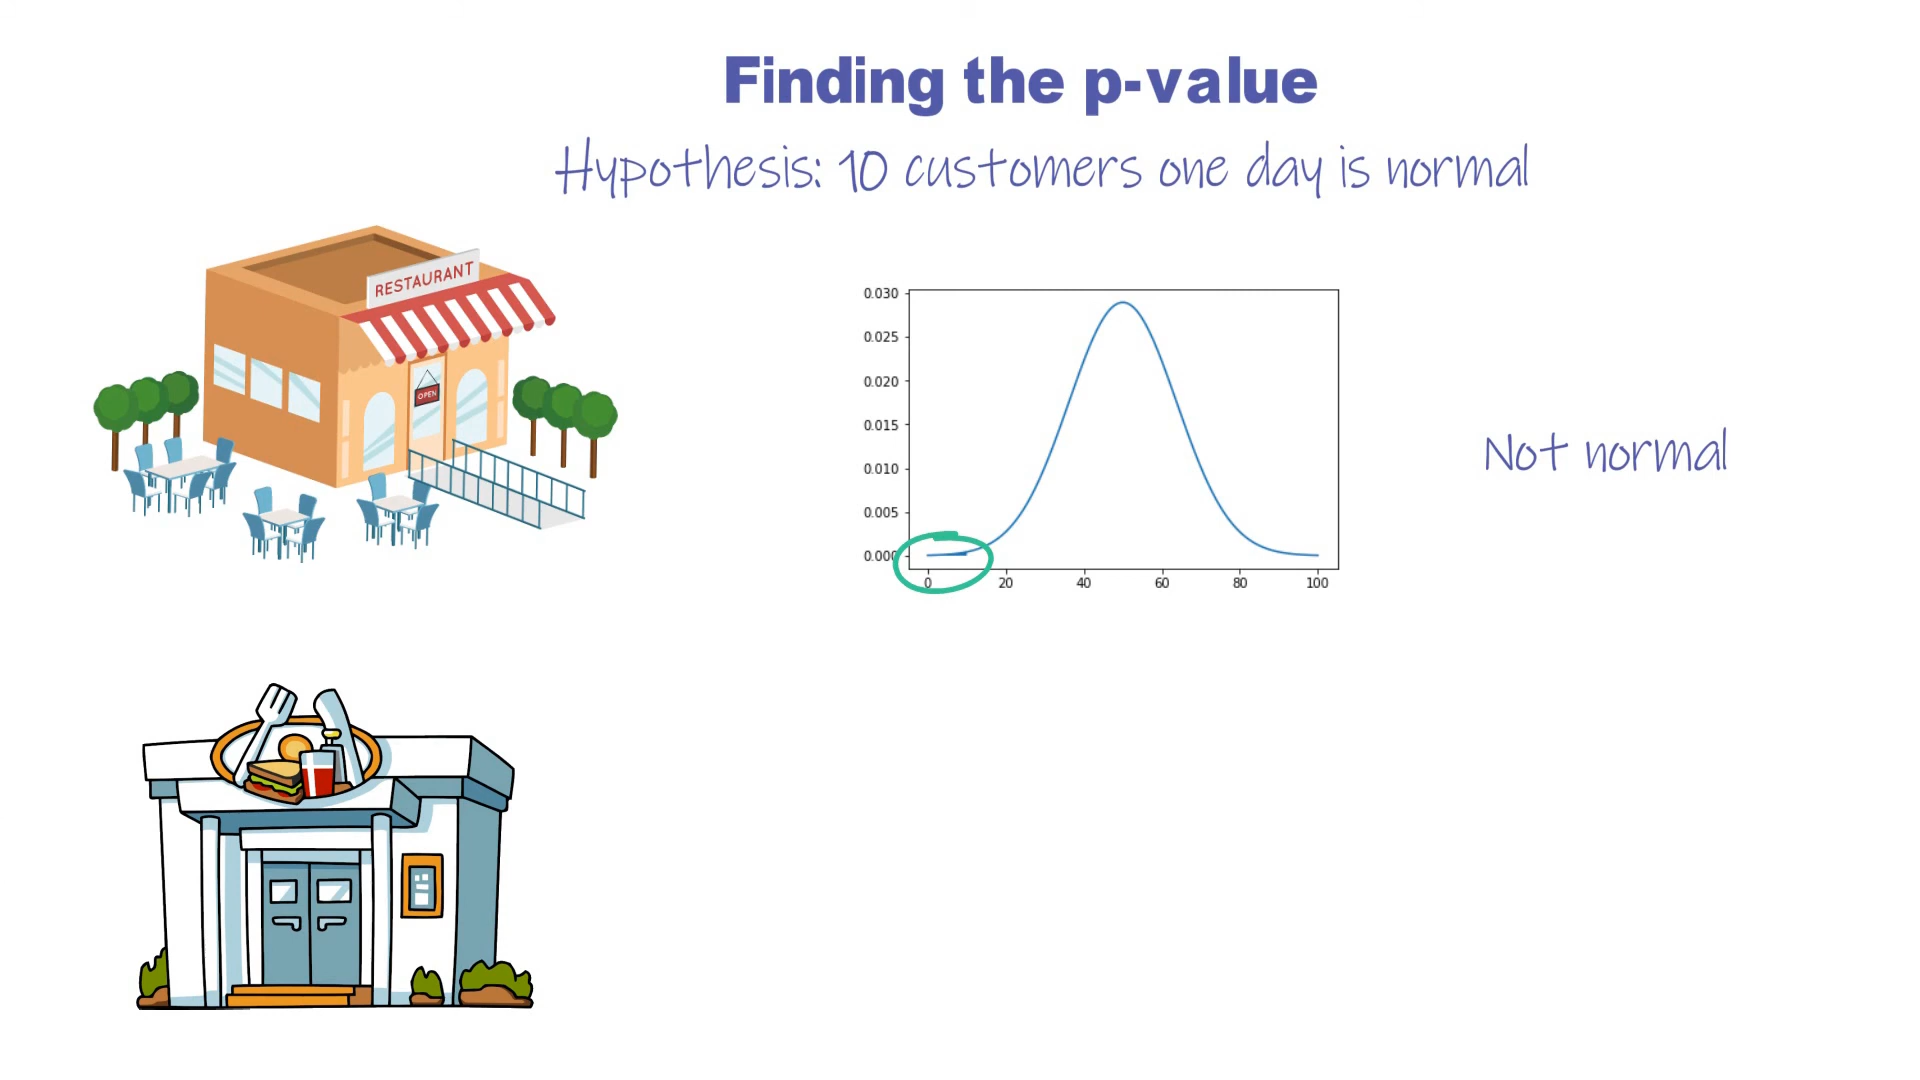 Finding the p-value
Hypothesis: 10 customers one day is normal
RESTAURANT
OPEN
0.030
0.025
0.020
0.015
0.010
0.005
0.000
0 20 40 60 80 100
Not normal